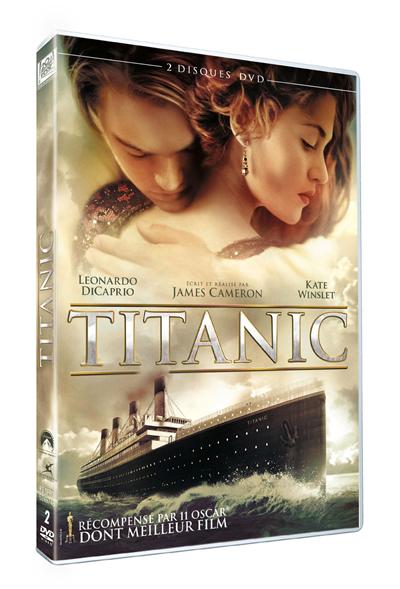 2 DISQUES DVD
LEONARDO
DICAPRIO
ÉCRIT ET RÉALISÉ PAR
JAMES CAMERON
KATE
WINSLET
TITANIC
TITANIC
RÉCOMPENSÉ PAR 11 OSCAR®
DONT MEILLEUR FILM
TITANIC
2
DVD